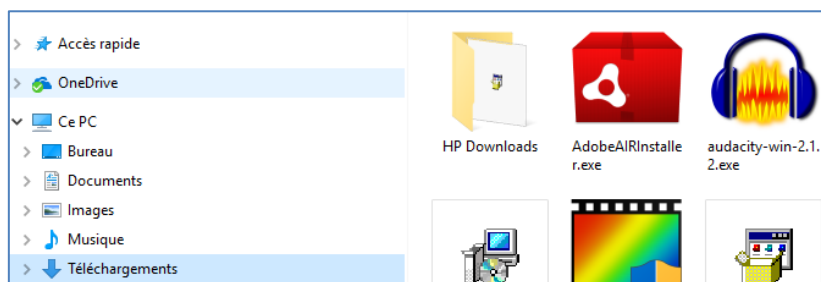 Accès rapide
OneDrive
Ce PC
Bureau
Documents
Images
Musique
Téléchargements
HP Downloads
AdobeAIRInstalle
r.exe
audacity-win-2.1.
2.exe